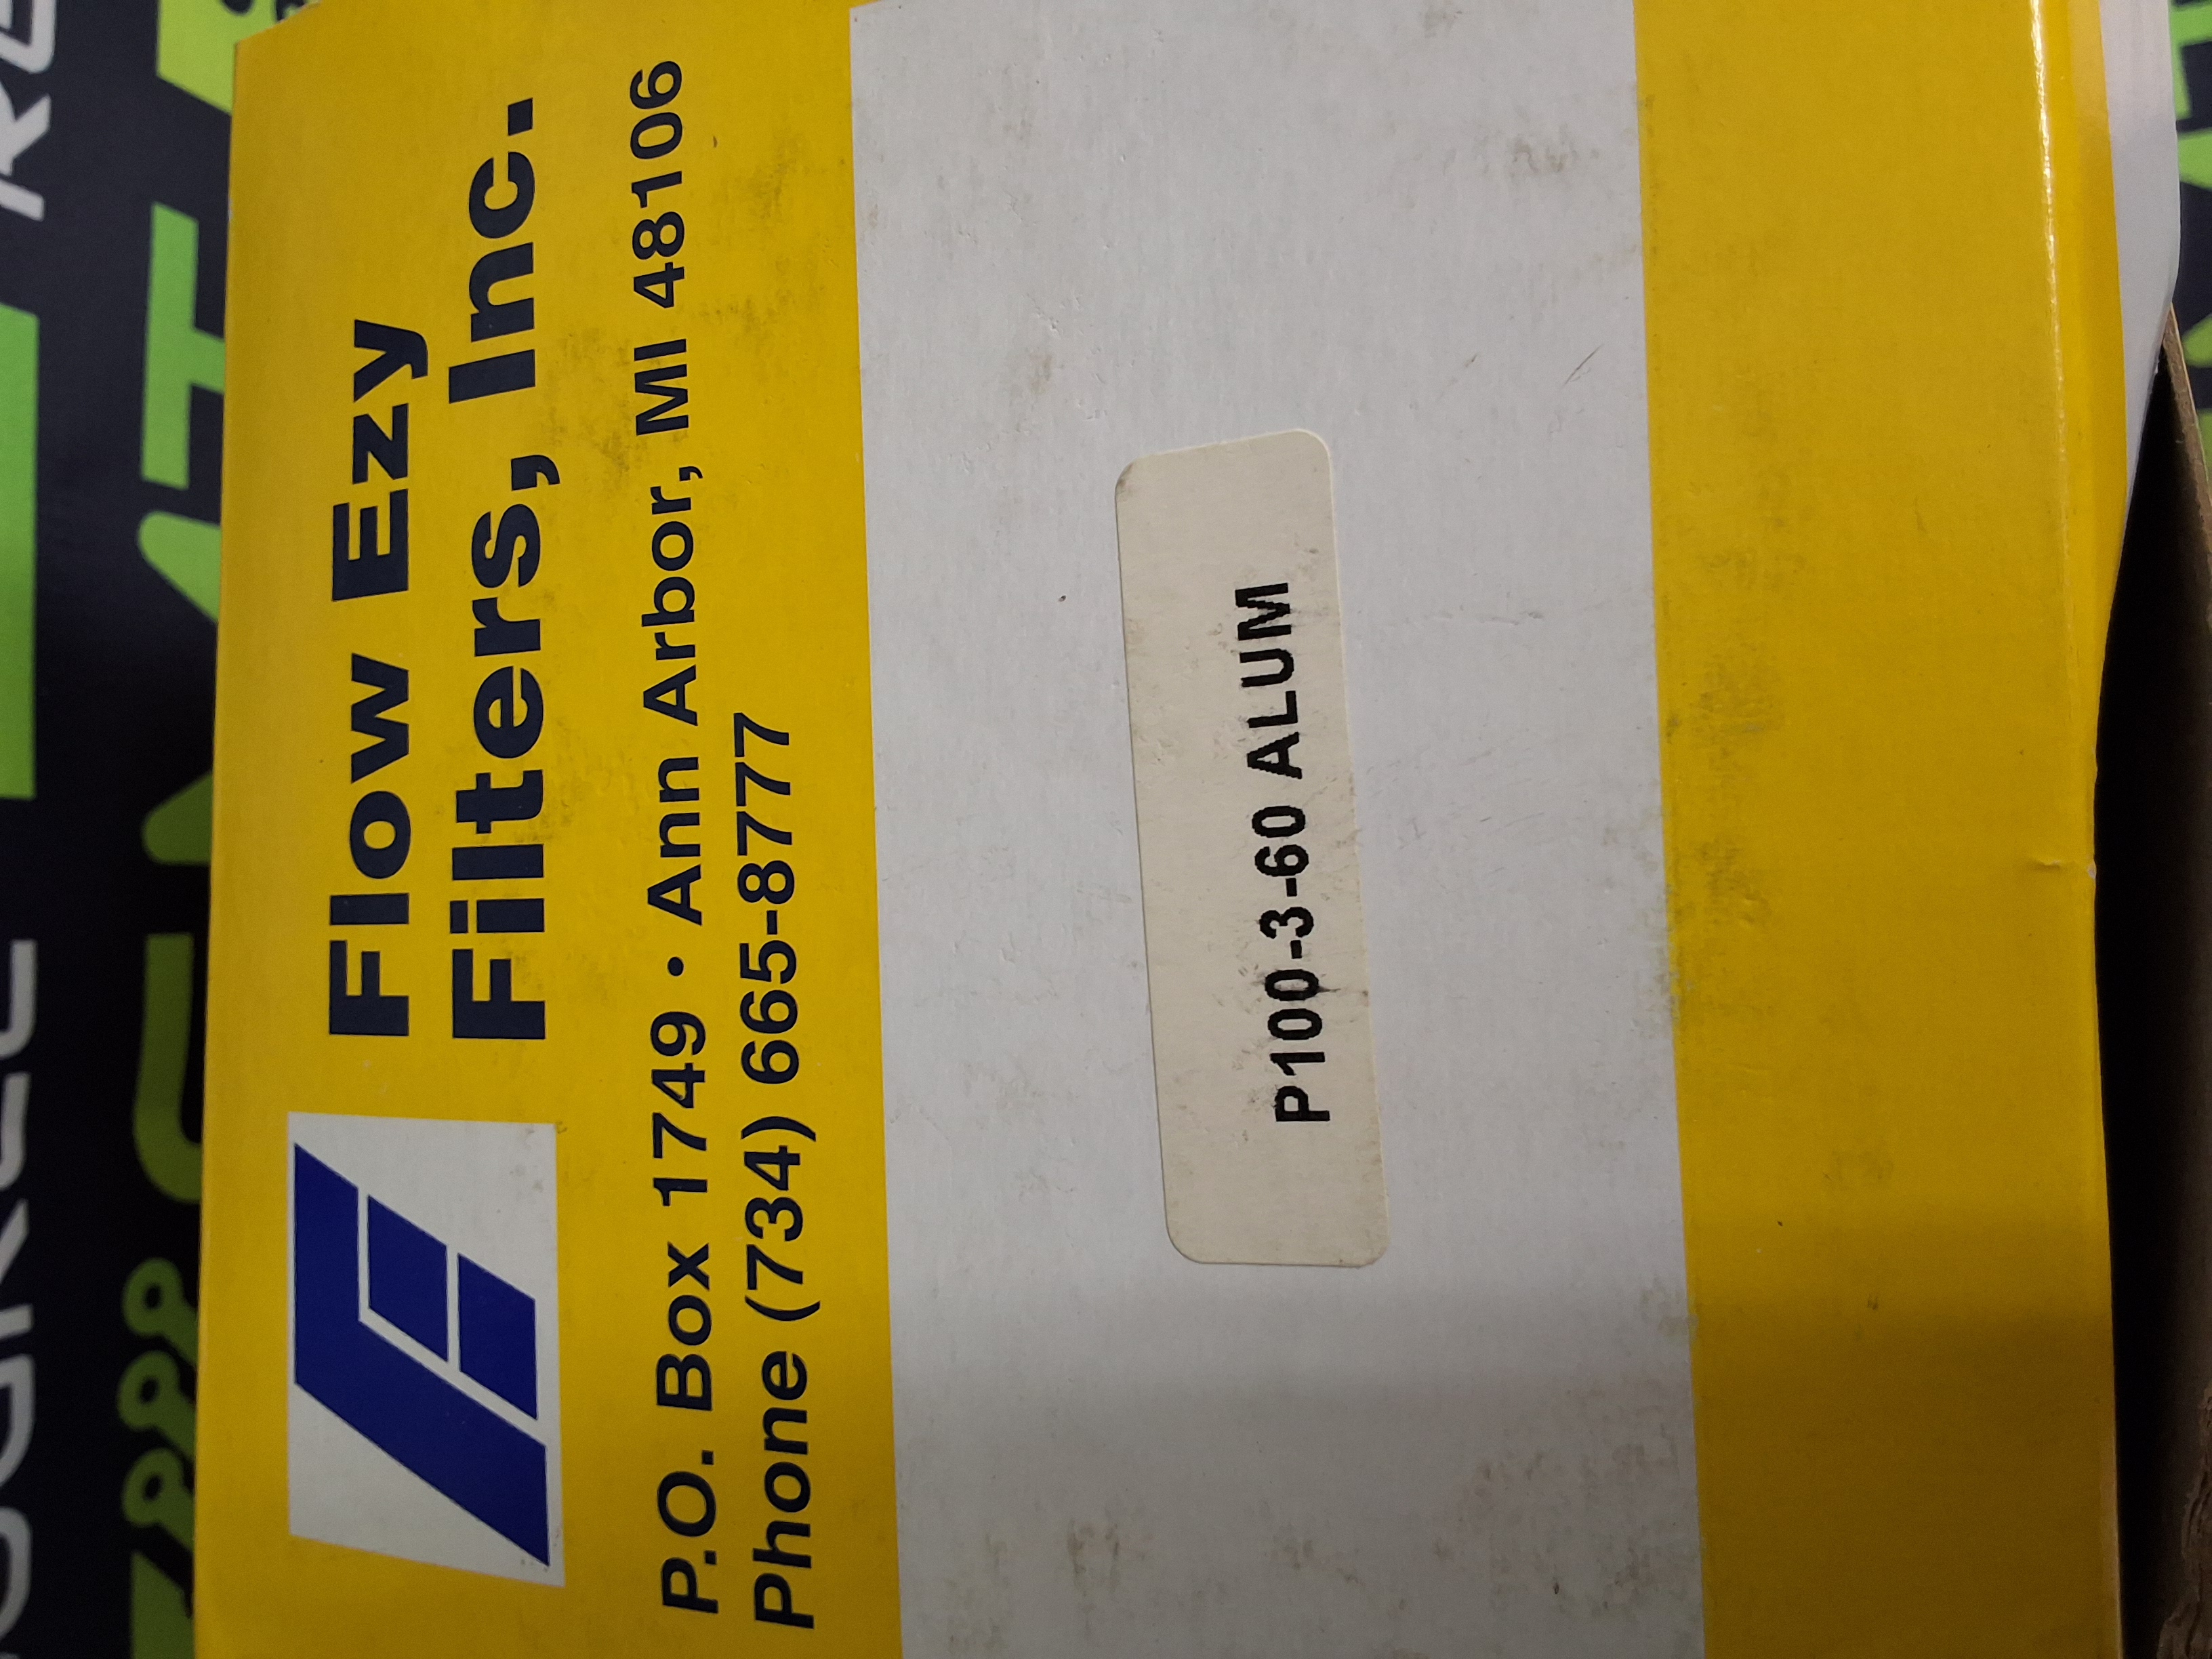 Flow Ezy
Filters, Inc.
P.O. Box 1749 • Ann Arbor, MI 48106
Phone (734) 665-8777
P100-3-60 ALUM